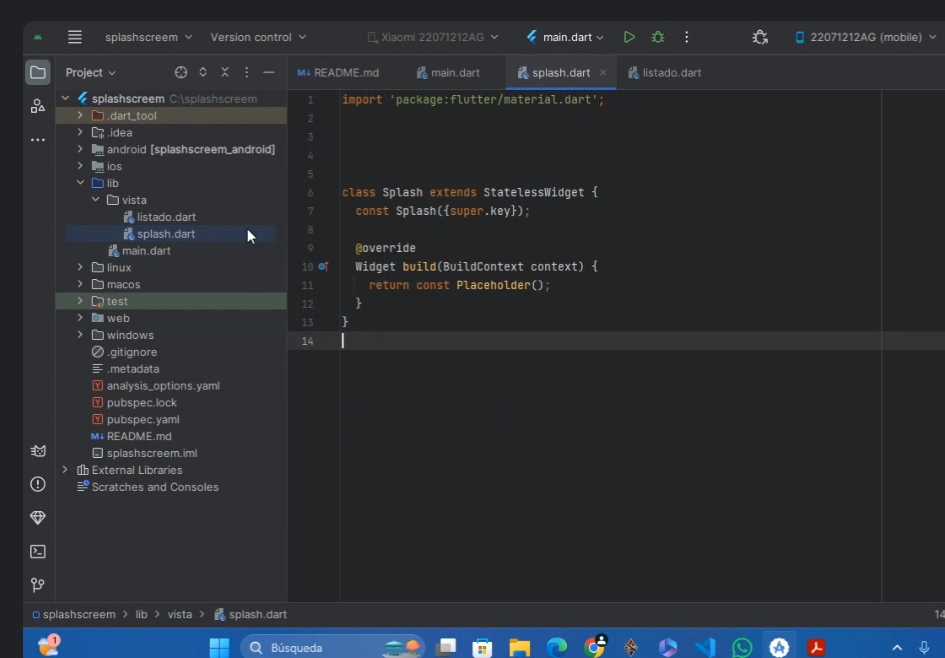 splashscreem Version control Xiaomi 22071212AG main.dart 22071212AG (mobile)
Project
README.md main.dart splash.dart listado.dart
splashscreem C:\splashscreem
.dart_tool
.idea
android [splashscreem_android]
ios
lib
vista
listado.dart
splash.dart
main.dart
linux
macos
test
web
windows
.gitignore
.metadata
analysis_options.yaml
pubspec.lock
pubspec.yaml
M↓ README.md
splashscreem.iml
External Libraries
Scratches and Consoles
1 import 'package:flutter/material.dart';
2
3
4
5
6 class Splash extends StatelessWidget {
7 const Splash({super.key});
8
9 @override
10 Widget build(BuildContext context) {
11 return const Placeholder();
12 }
13 }
14
splashscreem > lib > vista > splash.dart 14
1 Búsqueda